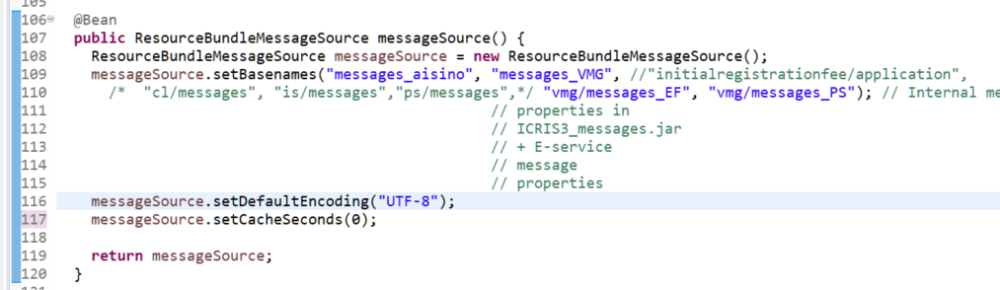 105
106 @Bean
107 public ResourceBundleMessageSource messageSource() {
108 ResourceBundleMessageSource messageSource = new ResourceBundleMessageSource();
109 messageSource.setBasenames("messages_aisino", "messages_VMG", //"initialregistrationfee/application",
110 /* "cl/messages", "is/messages","ps/messages",*/ "vmg/messages_EF", "vmg/messages_PS"); // Internal me
111 // properties in
112 // ICRIS3_messages.jar
113 // + E-service
114 // message
115 // properties
116 messageSource.setDefaultEncoding("UTF-8");
117 messageSource.setCacheSeconds(0);
118
119 return messageSource;
120 }